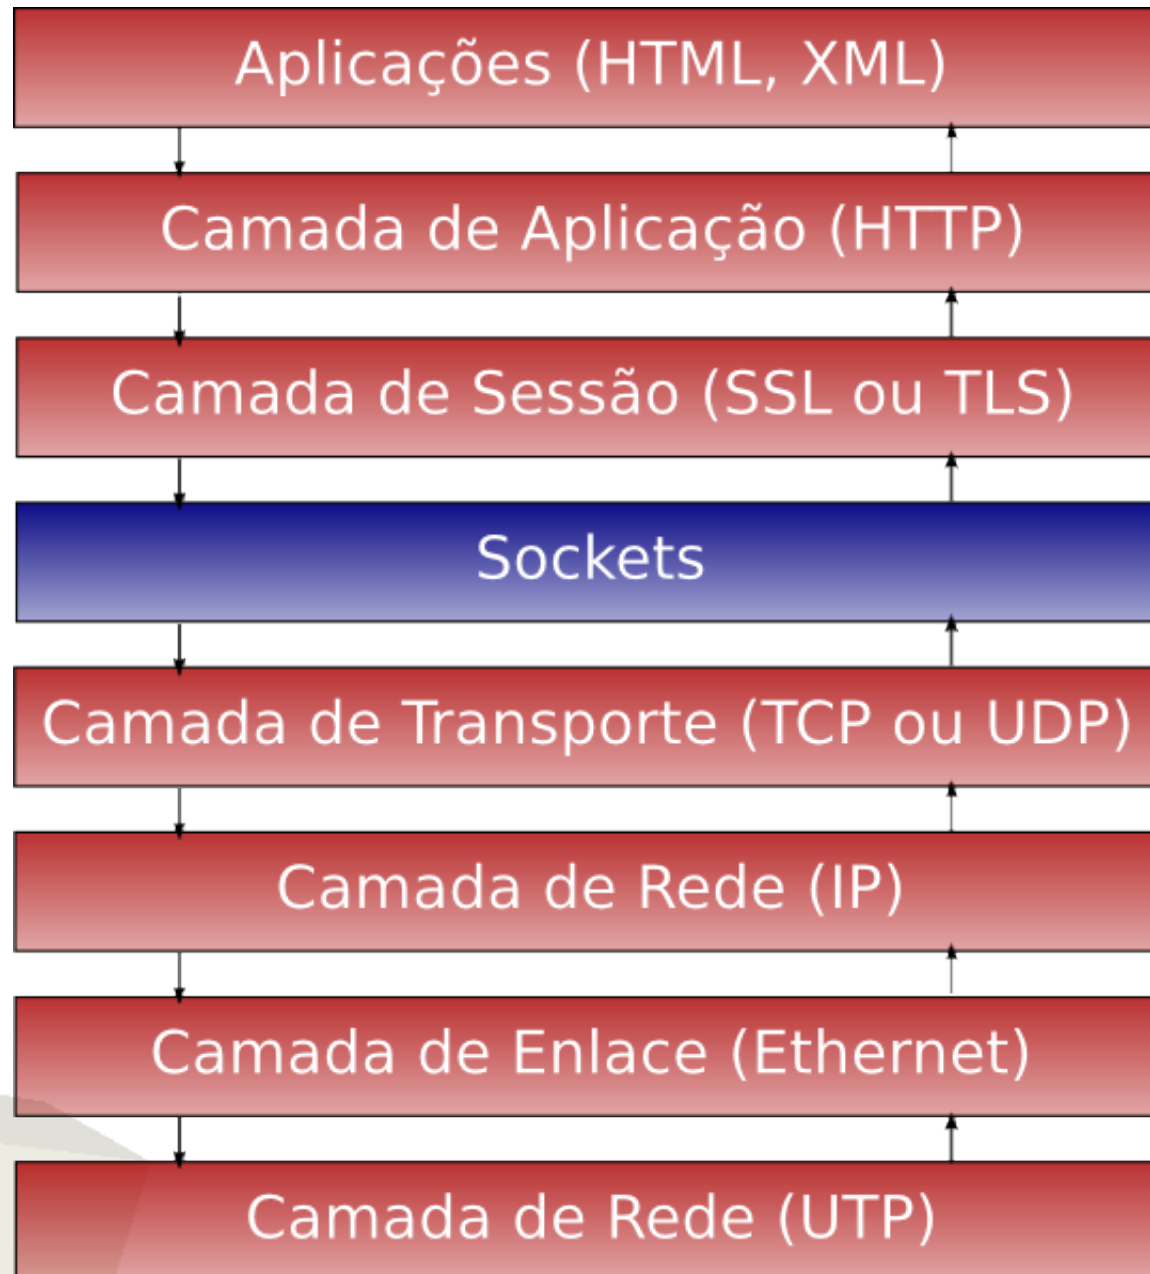 Aplicações (HTML, XML)
Camada de Aplicação (HTTP)
Camada de Sessão (SSL ou TLS)
Sockets
Camada de Transporte (TCP ou UDP)
Camada de Rede (IP)
Camada de Enlace (Ethernet)
Camada de Rede (UTP)